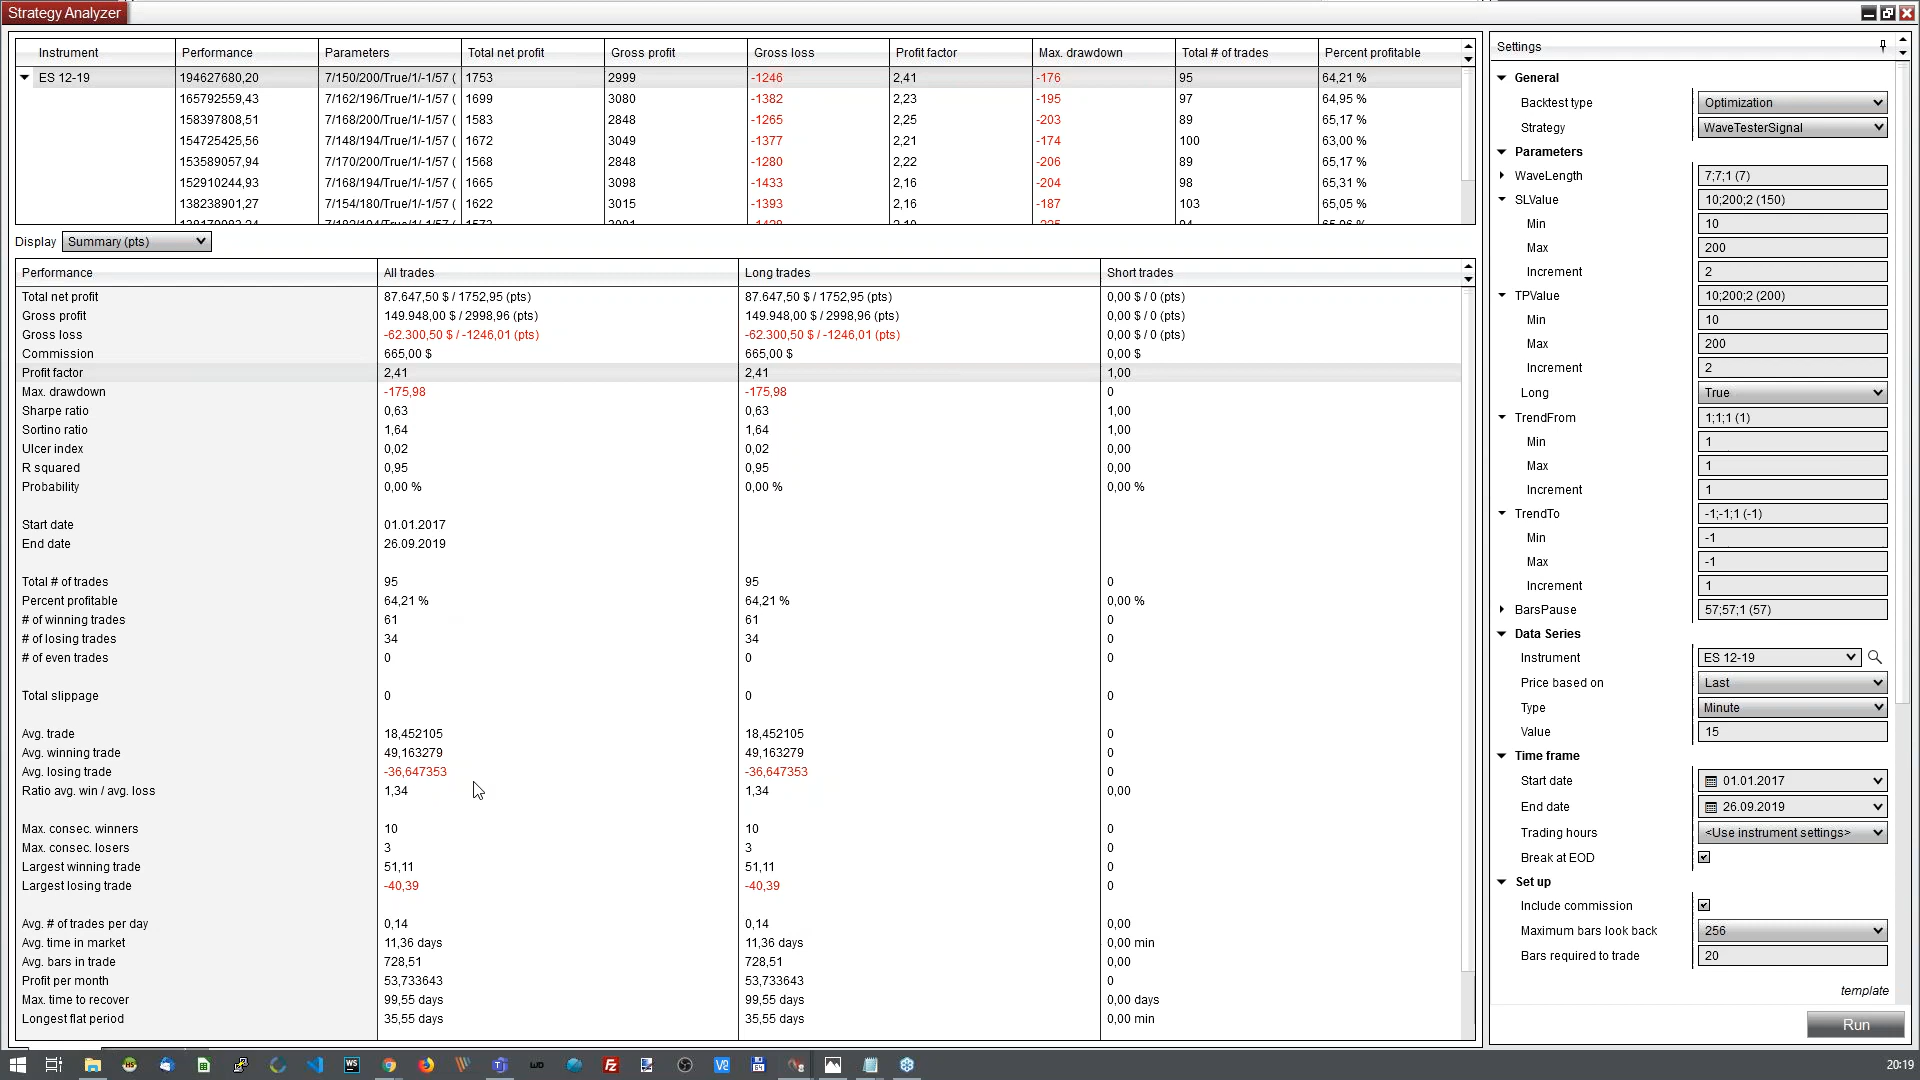 Strategy Analyzer
Instrument Performance Parameters Total net profit Gross profit Gross loss Profit factor Max. drawdown Total # of trades Percent profitable
ES 12-19 194627680,20 7/150/200/True/1/-1/57 ( 1753 2999 -1246 2,41 -176 95 64,21 %
165792559,43 7/162/196/True/1/-1/57 ( 1699 3080 -1382 2,23 -195 97 64,95 %
158397808,51 7/168/200/True/1/-1/57 ( 1583 2848 -1265 2,25 -203 89 65,17 %
154725425,56 7/148/194/True/1/-1/57 ( 1672 3049 -1377 2,21 -174 100 63,00 %
153589057,94 7/170/200/True/1/-1/57 ( 1568 2848 -1280 2,22 -206 89 65,17 %
152910244,93 7/168/194/True/1/-1/57 ( 1665 3098 -1433 2,16 -204 98 65,31 %
138238901,27 7/154/180/True/1/-1/57 ( 1622 3015 -1393 2,16 -187 103 65,05 %
Display Summary (pts)
Performance All trades Long trades Short trades
Total net profit 87.647,50 $ / 1752,95 (pts) 87.647,50 $ / 1752,95 (pts) 0,00 $ / 0 (pts)
Gross profit 149.948,00 $ / 2998,96 (pts) 149.948,00 $ / 2998,96 (pts) 0,00 $ / 0 (pts)
Gross loss -62.300,50 $ / -1246,01 (pts) -62.300,50 $ / -1246,01 (pts) 0,00 $ / 0 (pts)
Commission 665,00 $ 665,00 $ 0,00 $
Profit factor 2,41 2,41 1,00
Max. drawdown -175,98 -175,98 0
Sharpe ratio 0,63 0,63 1,00
Sortino ratio 1,64 1,64 1,00
Ulcer index 0,02 0,02 0,00
R squared 0,95 0,95 0,00
Probability 0,00 % 0,00 % 0,00 %
Start date 01.01.2017
End date 26.09.2019
Total # of trades 95 95 0
Percent profitable 64,21 % 64,21 % 0,00 %
# of winning trades 61 61 0
# of losing trades 34 34 0
# of even trades 0 0 0
Total slippage 0 0 0
Avg. trade 18,452105 18,452105 0
Avg. winning trade 49,163279 49,163279 0
Avg. losing trade -36,647353 -36,647353 0
Ratio avg. win / avg. loss 1,34 1,34 0,00
Max. consec. winners 10 10 0
Max. consec. losers 3 3 0
Largest winning trade 51,11 51,11 0
Largest losing trade -40,39 -40,39 0
Avg. # of trades per day 0,14 0,14 0,00
Avg. time in market 11,36 days 11,36 days 0,00 min
Avg. bars in trade 728,51 728,51 0,00
Profit per month 53,733643 53,733643 0
Max. time to recover 99,55 days 99,55 days 0,00 days
Longest flat period 35,55 days 35,55 days 0,00 min
Settings
General
Backtest type Optimization
Strategy WaveTesterSignal
Parameters
WaveLength 7;7;1 (7)
SLValue 10;200;2 (150)
Min 10
Max 200
Increment 2
TPValue 10;200;2 (200)
Min 10
Max 200
Increment 2
Long True
TrendFrom 1;1;1 (1)
Min 1
Max 1
Increment 1
TrendTo -1;-1;1 (-1)
Min -1
Max -1
Increment 1
BarsPause 57;57;1 (57)
Data Series
Instrument ES 12-19
Price based on Last
Type Minute
Value 15
Time frame
Start date 01.01.2017
End date 26.09.2019
Trading hours <Use instrument settings>
Break at EOD
Set up
Include commission
Maximum bars look back 256
Bars required to trade 20
template
Run
20:19